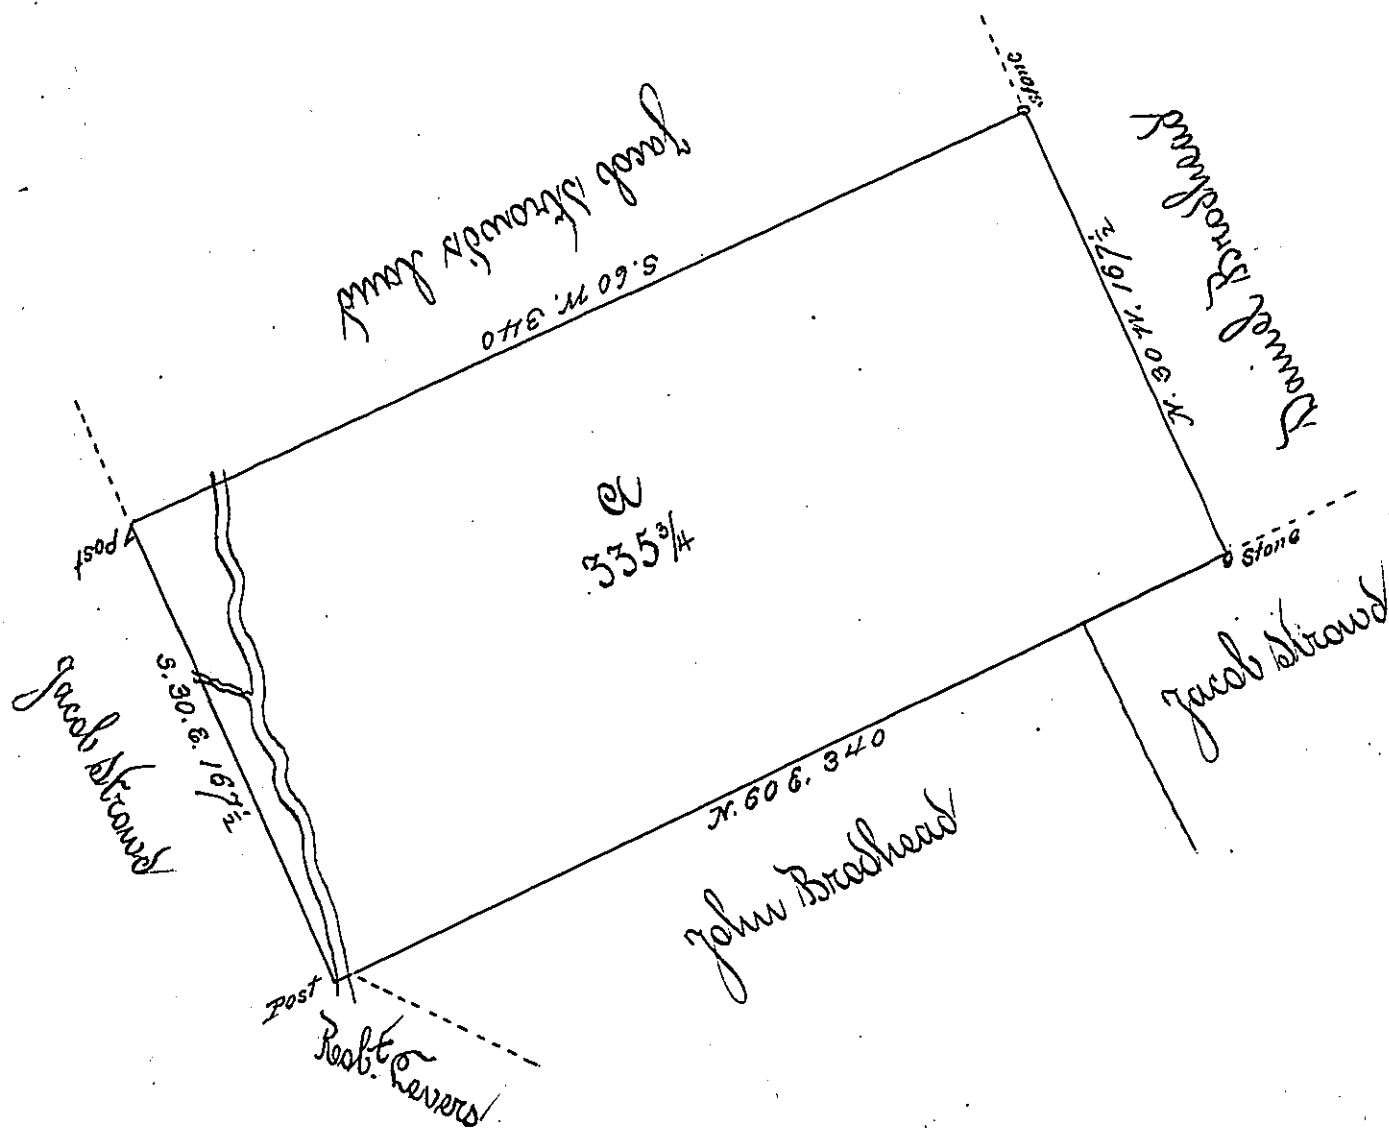 Stone
Jacob Stroud's land
S. 60 W. 340
Daniel Brodhead
N. 30 W. 167½
A
335¾
Post
Stone
Jacob Stroud
S. 30. E. 167½
Jacob Stroud
N. 60 E. 340
John Brodhead
Post
Robt. Levers